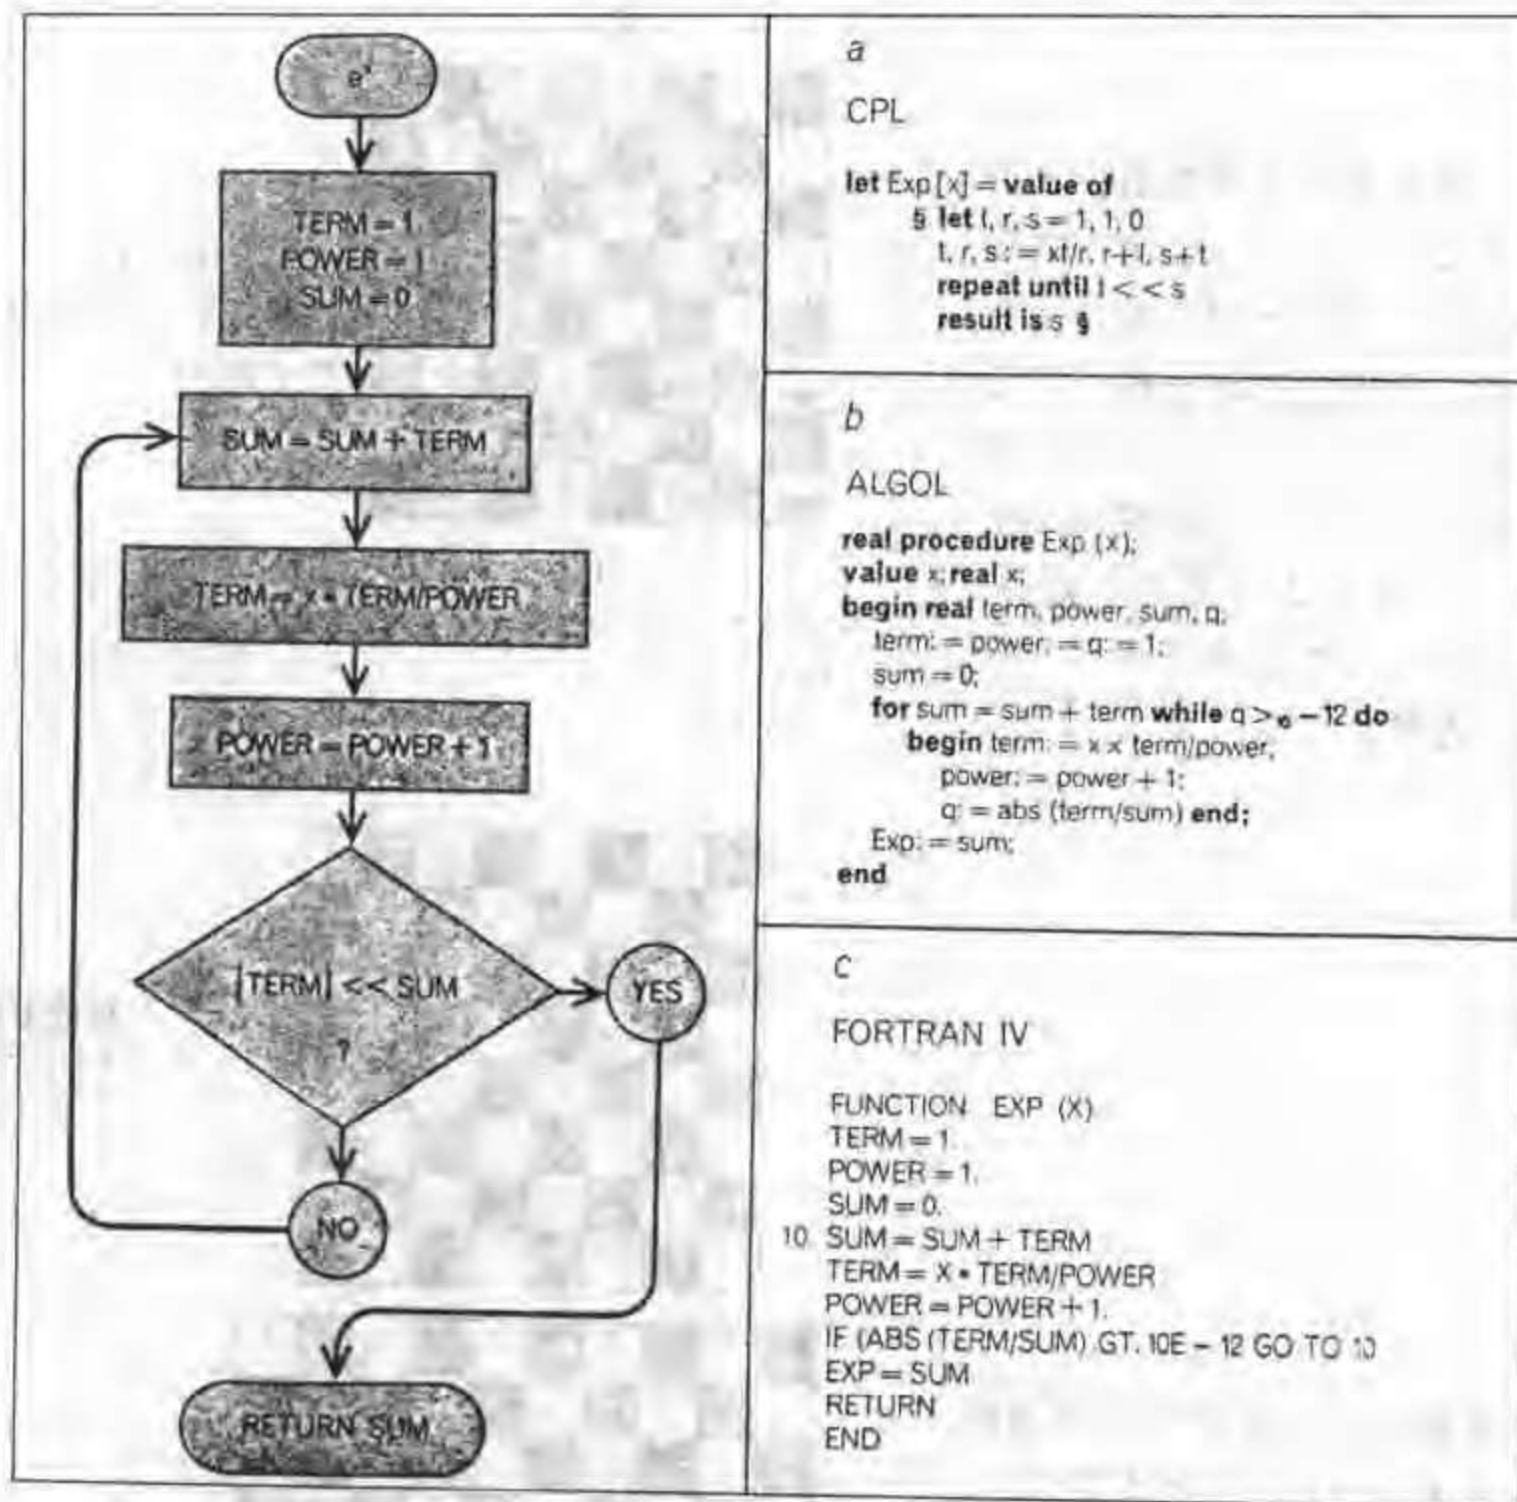 eˣ
TERM = 1
POWER = 1
SUM = 0
SUM = SUM + TERM
TERM = X * TERM/POWER
POWER = POWER + 1
|TERM| << SUM
?
YES
NO
RETURN SUM
a
CPL
let Exp[x] = value of
§ let t, r, s = 1, 1, 0
t, r, s := xt/r, r+1, s+t
repeat until t << s
result is s §
b
ALGOL
real procedure Exp (x);
value x; real x;
begin real term, power, sum, q;
term: = power: = q: = 1;
sum = 0;
for sum = sum + term while q > – 12 do
begin term: = x × term/power;
power: = power + 1;
q: = abs (term/sum) end;
Exp: = sum;
end
c
FORTRAN IV
FUNCTION EXP (X)
TERM = 1.
POWER = 1.
SUM = 0.
10 SUM = SUM + TERM
TERM = X * TERM/POWER
POWER = POWER + 1.
IF (ABS (TERM/SUM) .GT. 10E – 12 GO TO 10
EXP = SUM
RETURN
END